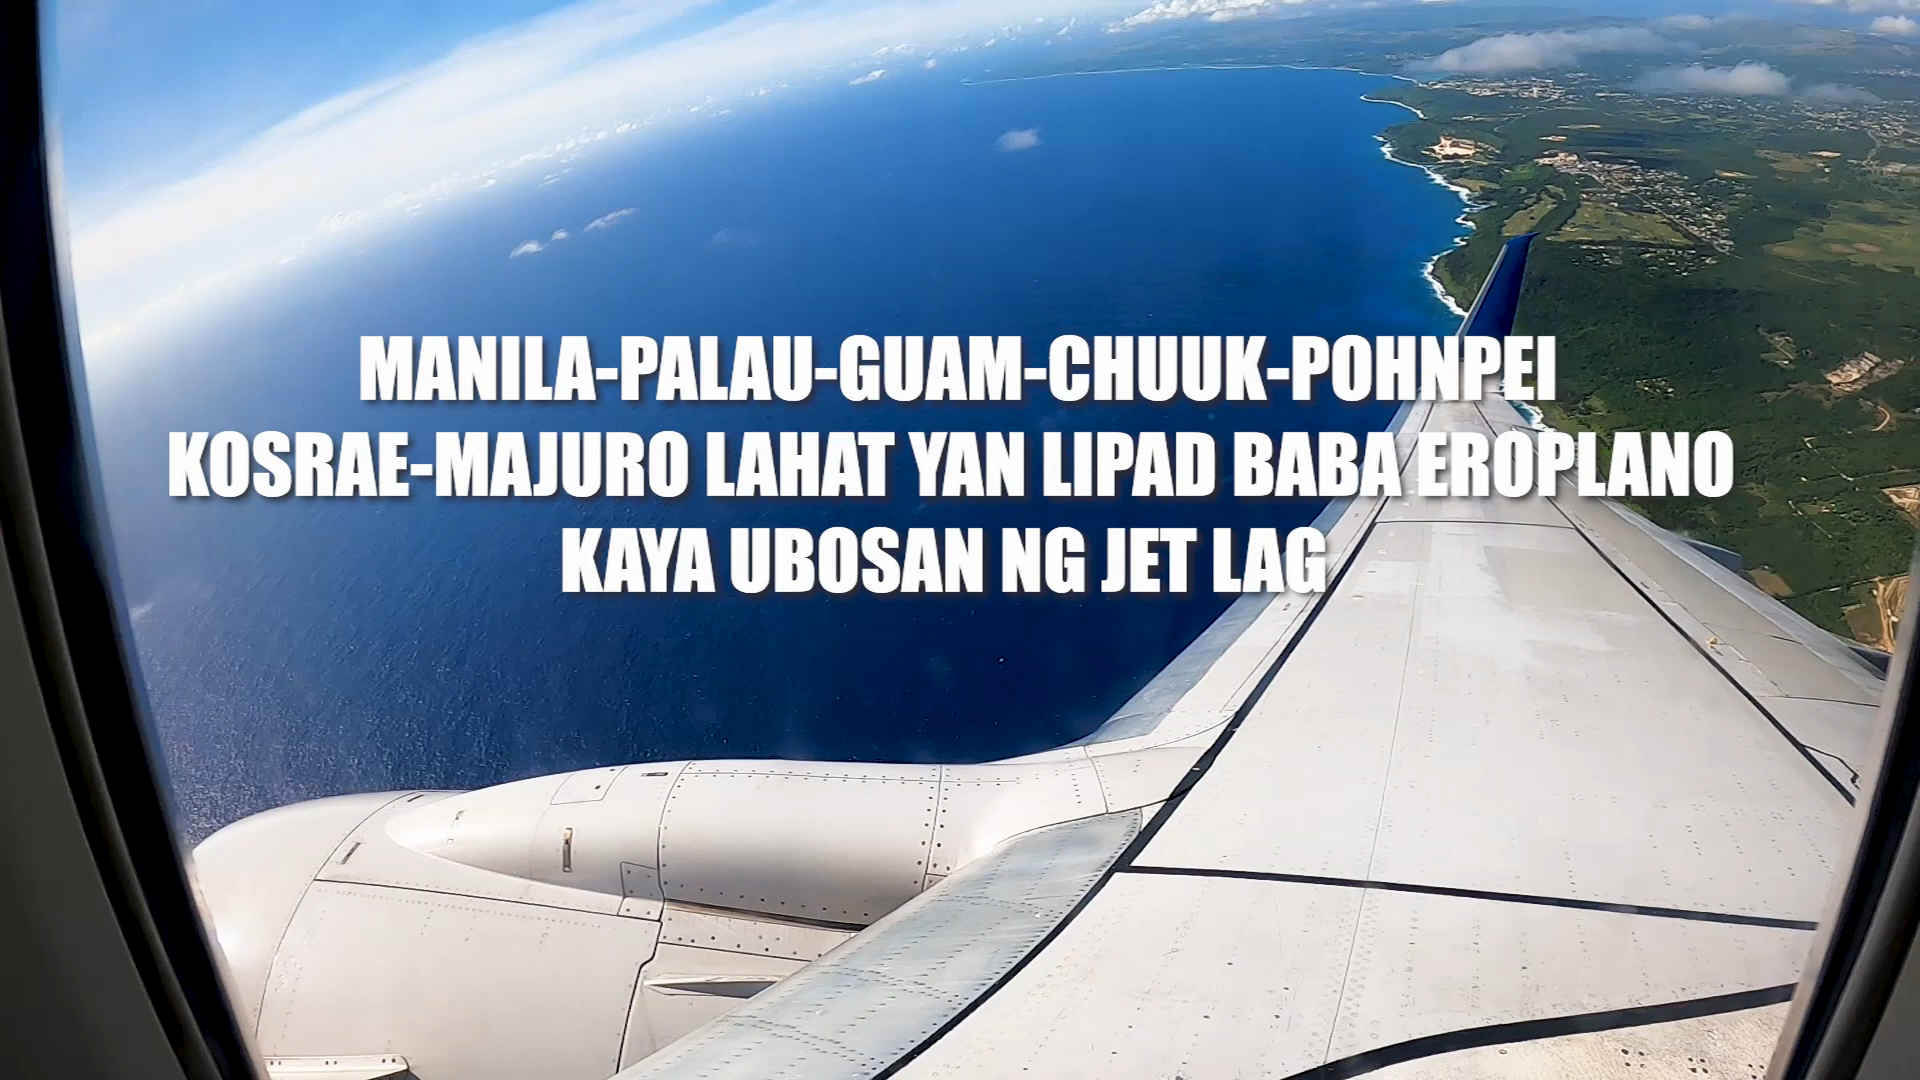 MANILA-PALAU-GUAM-CHUUK-POHNPEI
KOSRAE-MAJURO LAHAT YAN LIPAD BABA EROPLANO
KAYA UBOSAN NG JET LAG